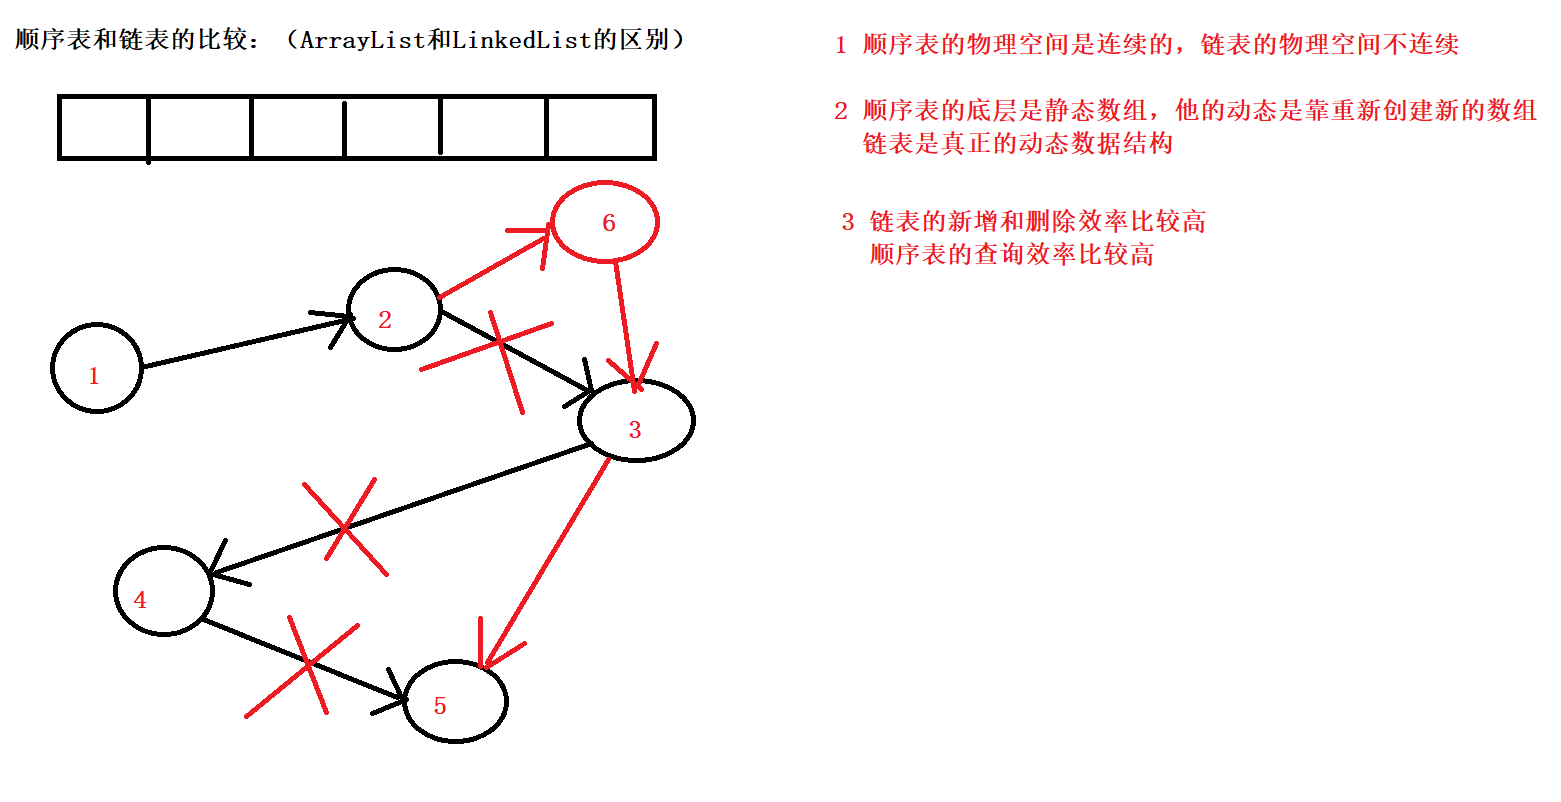 顺序表和链表的比较：（ArrayList和LinkedList的区别）
1 顺序表的物理空间是连续的，链表的物理空间不连续
2 顺序表的底层是静态数组，他的动态是靠重新创建新的数组
链表是真正的动态数据结构
3 链表的新增和删除效率比较高
顺序表的查询效率比较高
6
2
1
3
4
5